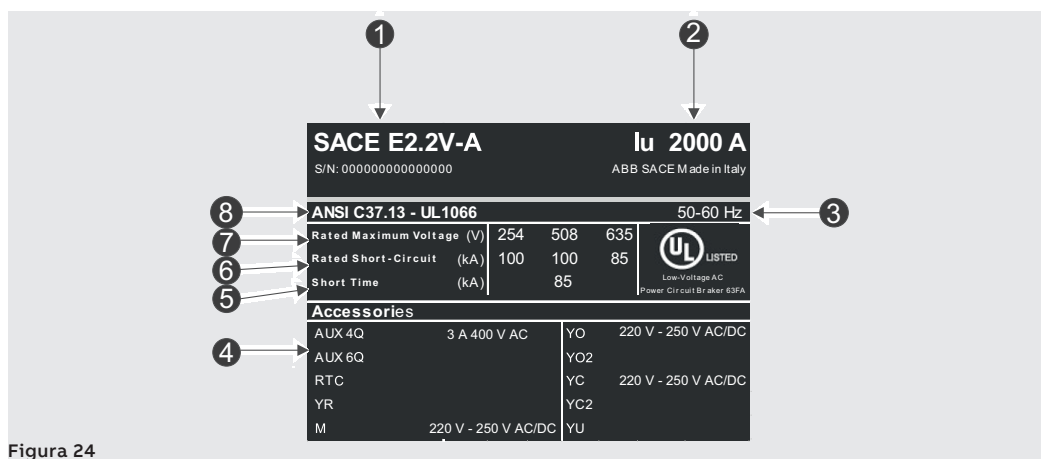 1 2
SACE E2.2V-A Iu 2000 A
S/N: 000000000000000 ABB SACE Made in Italy
8 ANSI C37.13 - UL1066 50-60 Hz 3
7 Rated Maximum Voltage (V) 254 508 635
6 Rated Short-Circuit (kA) 100 100 85 UL LISTED
5 Short Time (kA) 85 Low-Voltage AC
Power Circuit Braker 63FA
Accessories
AUX 4Q 3 A 400 V AC YO 220 V - 250 V AC/DC
4 AUX 6Q YO2
RTC YC 220 V - 250 V AC/DC
YR YC2
M 220 V - 250 V AC/DC YU
Figura 24